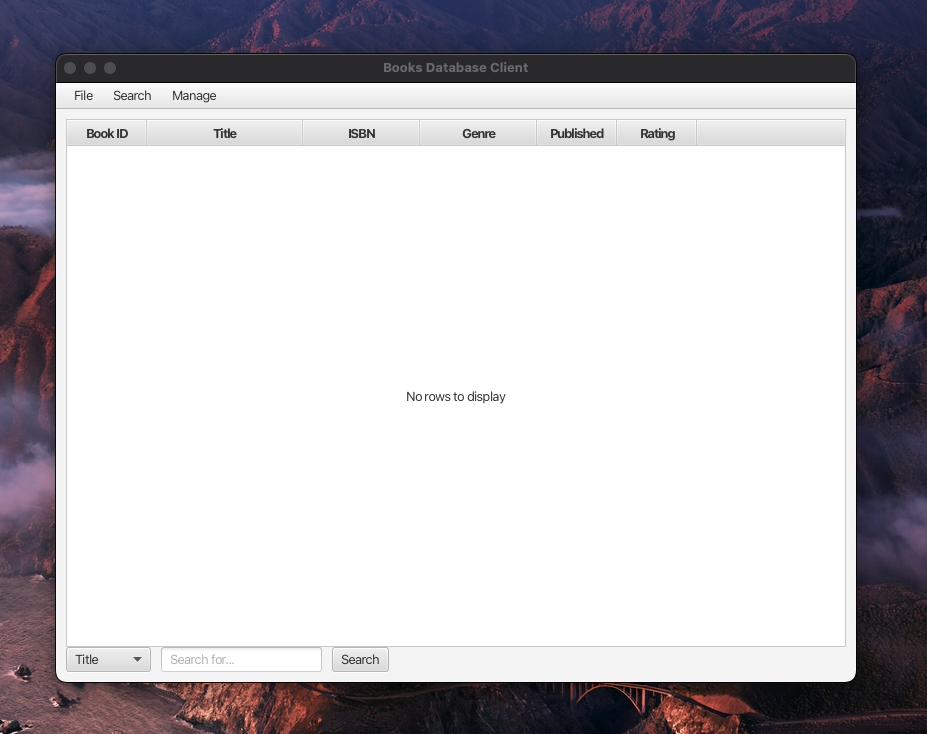 Books Database Client
File Search Manage
Book ID Title ISBN Genre Published Rating
No rows to display
Title Search for... Search